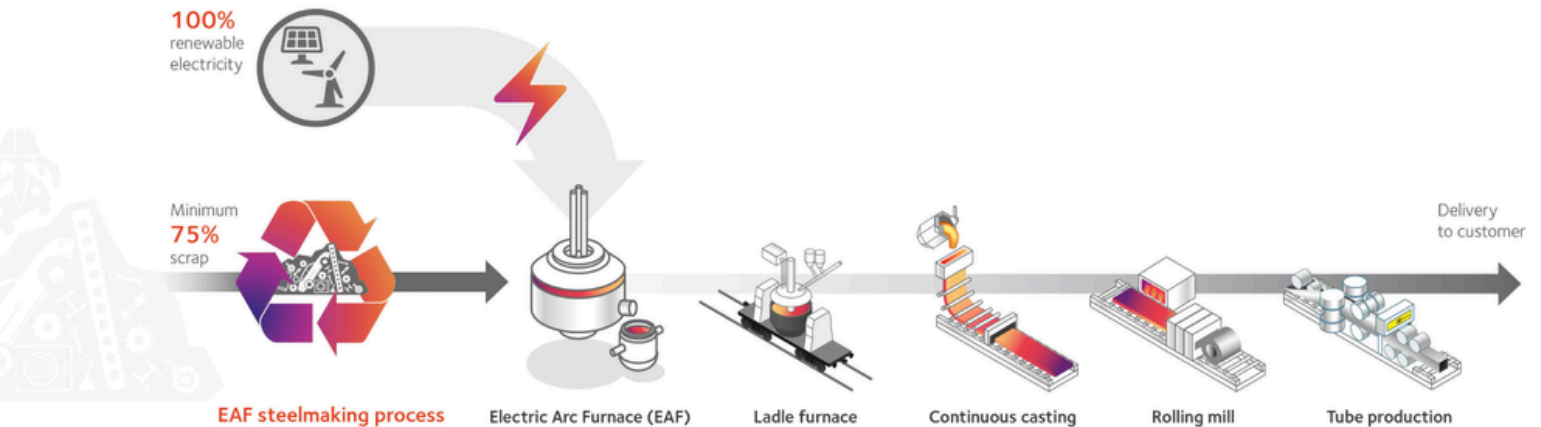 100%
renewable
electricity
Minimum
75%
scrap
Delivery
to customer
EAF steelmaking process
Electric Arc Furnace (EAF)
Ladle furnace
Continuous casting
Rolling mill
Tube production